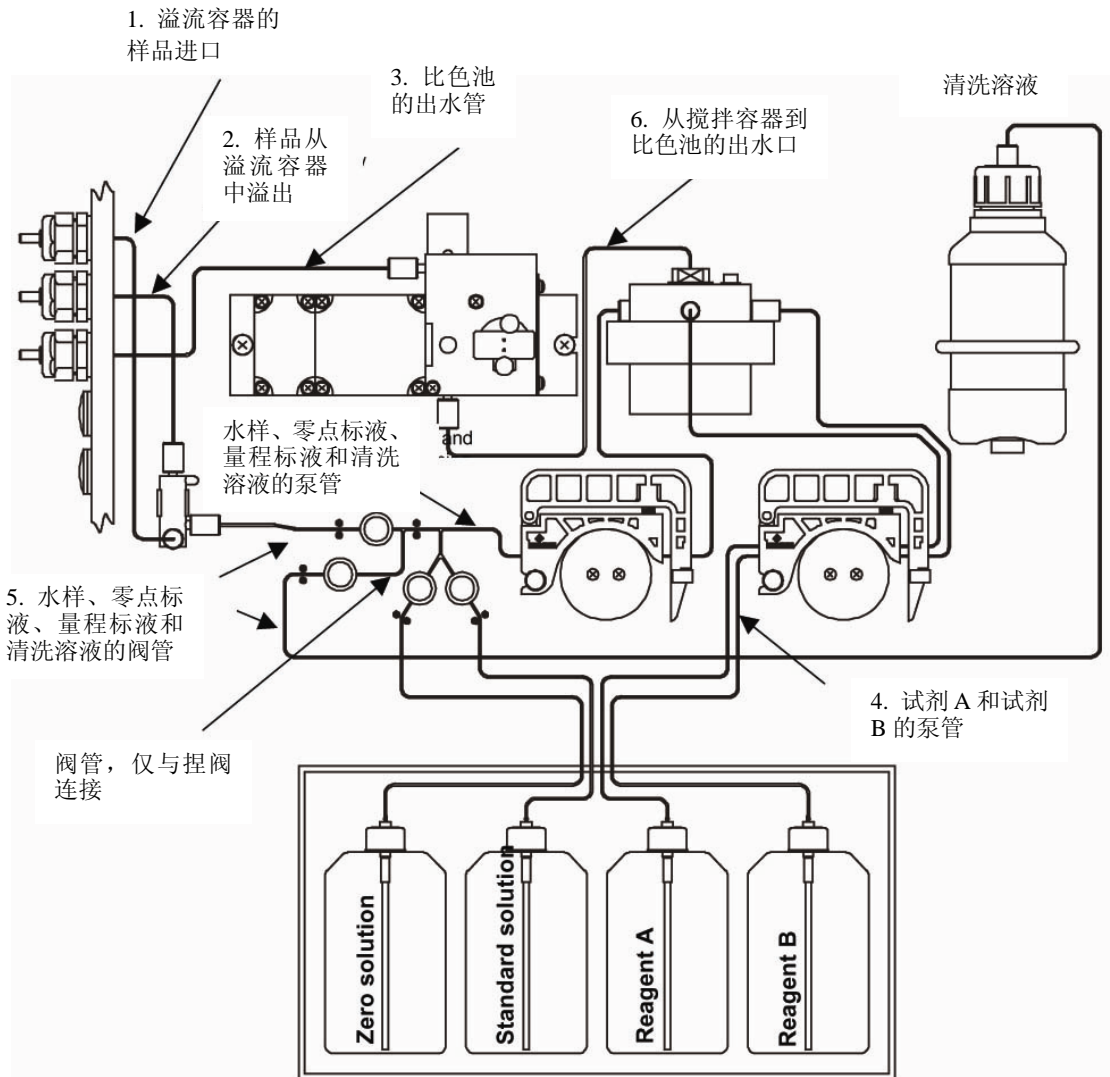 1. 溢流容器的
样品进口
3. 比色池
的出水管
清洗溶液
2. 样品从
溢流容器
中溢出
6. 从搅拌容器到
比色池的出水口
水样、零点标液、
量程标液和清洗
溶液的泵管
and
5. 水样、零点标
液、量程标液和
清洗溶液的阀管
4. 试剂 A 和试剂
B 的泵管
阀管，仅与捏阀
连接
Zero solution
Standard solution
Reagent A
Reagent B